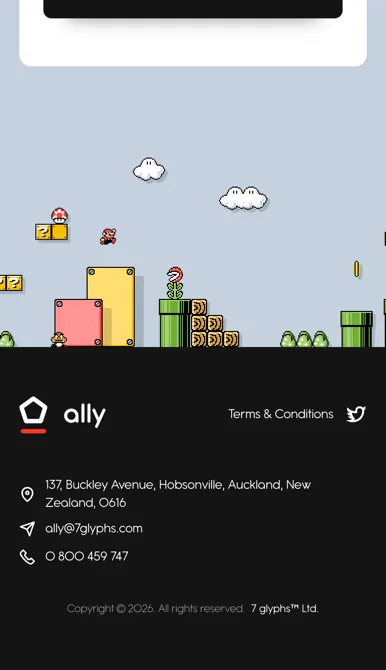 ally
Terms & Conditions
137, Buckley Avenue, Hobsonville, Auckland, New
Zealand, 0616
ally@7glyphs.com
0 800 459 747
Copyright © 2026. All rights reserved. 7 glyphs™ Ltd.